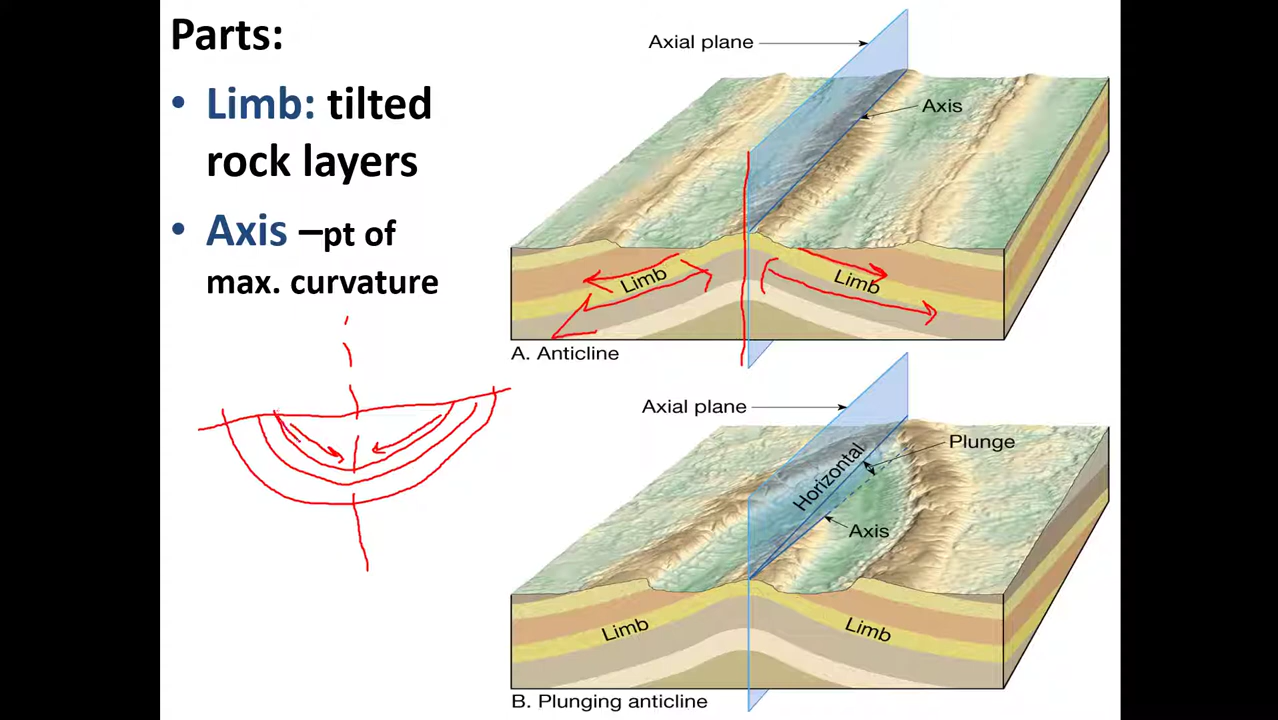 Parts:
• Limb: tilted
rock layers
• Axis –pt of
max. curvature
Axial plane
Axis
Limb
Limb
A. Anticline
Axial plane
Plunge
Horizontal
Axis
Limb
Limb
B. Plunging anticline